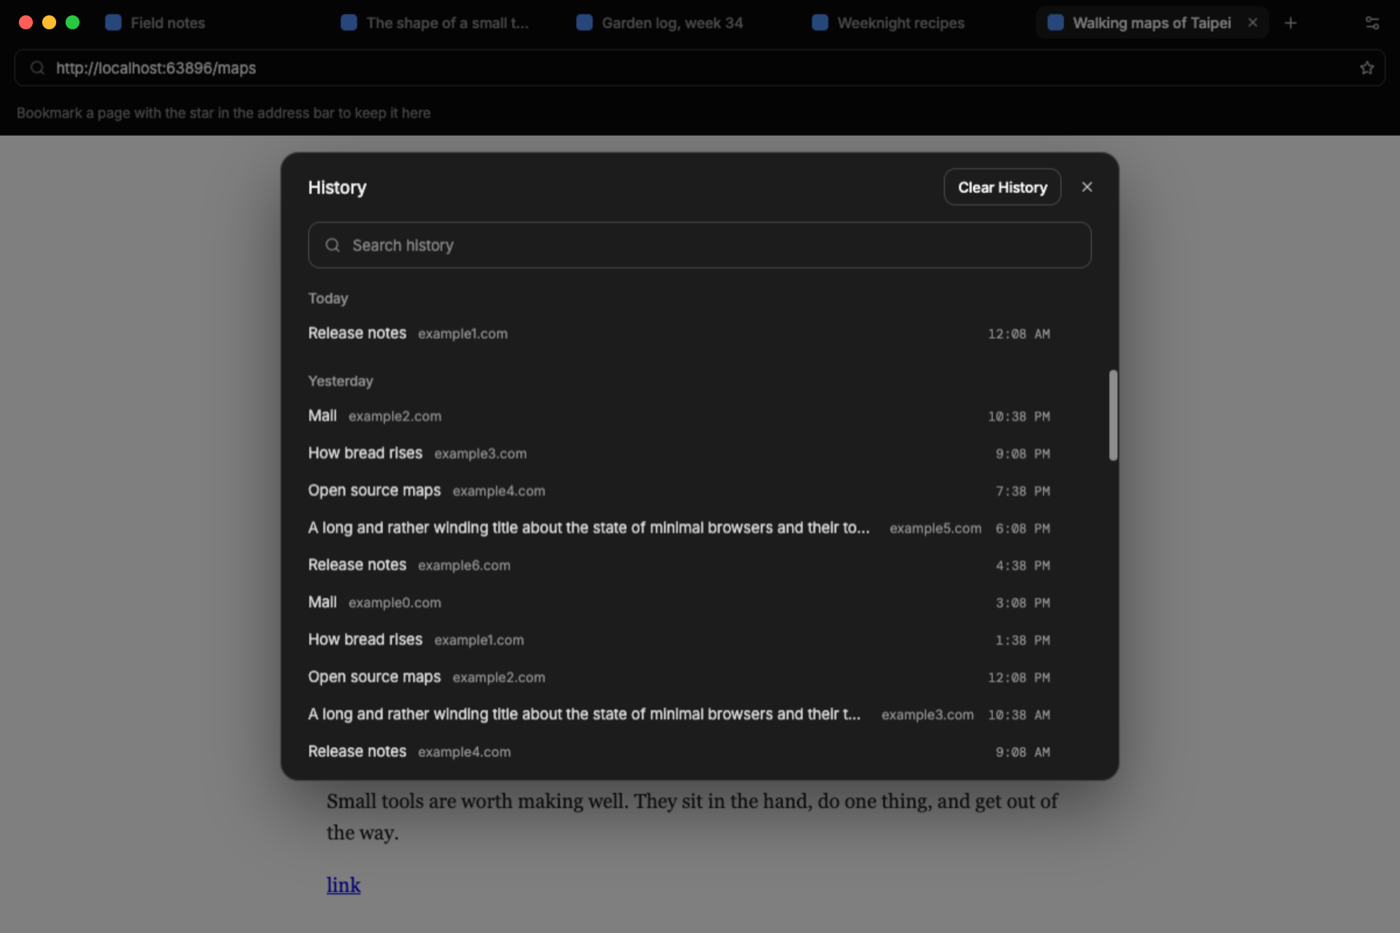 Field notes
The shape of a small t...
Garden log, week 34
Weeknight recipes
Walking maps of Taipei
http://localhost:63896/maps
Bookmark a page with the star in the address bar to keep it here
History
Clear History
Search history
Today
Release notes example1.com 12:08 AM
Yesterday
Mail example2.com 10:38 PM
How bread rises example3.com 9:08 PM
Open source maps example4.com 7:38 PM
A long and rather winding title about the state of minimal browsers and their to... example5.com 6:08 PM
Release notes example6.com 4:38 PM
Mail example0.com 3:08 PM
How bread rises example1.com 1:38 PM
Open source maps example2.com 12:08 PM
A long and rather winding title about the state of minimal browsers and their t... example3.com 10:38 AM
Release notes example4.com 9:08 AM
Small tools are worth making well. They sit in the hand, do one thing, and get out of
the way.
link